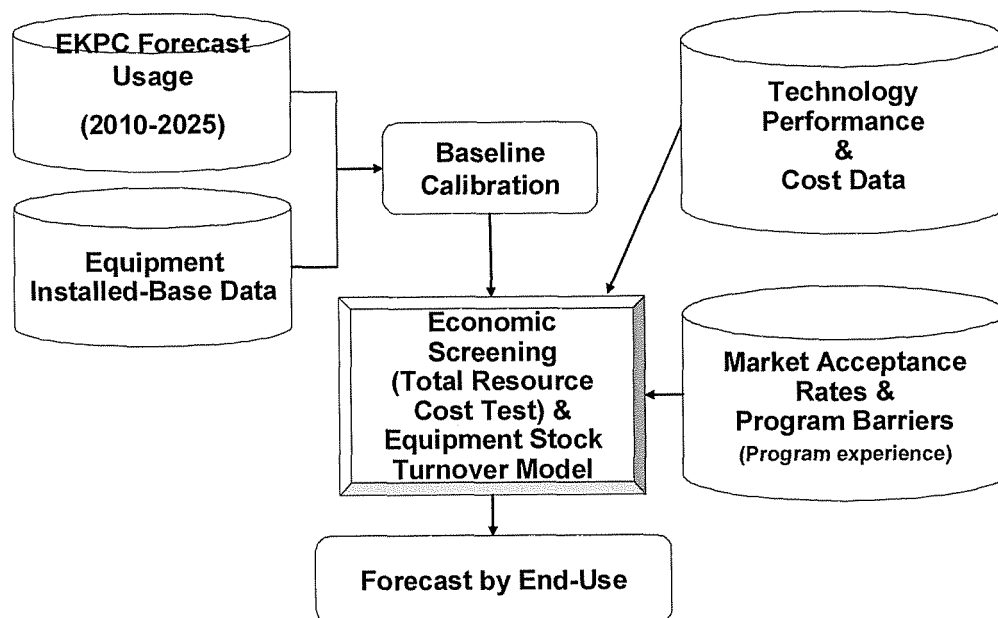 EKPC Forecast
Usage
(2010-2025)
Equipment
Installed-Base Data
Baseline
Calibration
Technology
Performance
&
Cost Data
Economic
Screening
(Total Resource
Cost Test) &
Equipment Stock
Turnover Model
Market Acceptance
Rates &
Program Barriers
(Program experience)
Forecast by End-Use